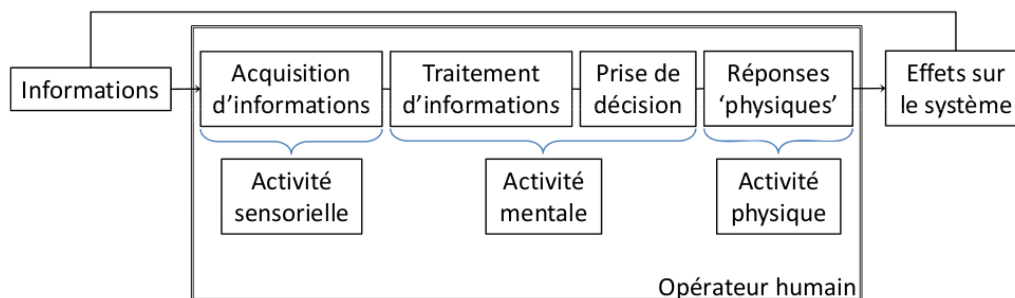 Informations
Acquisition
d’informations
Traitement
d’informations
Prise de
décision
Réponses
‘physiques’
Effets sur
le système
Activité
sensorielle
Activité
mentale
Activité
physique
Opérateur humain